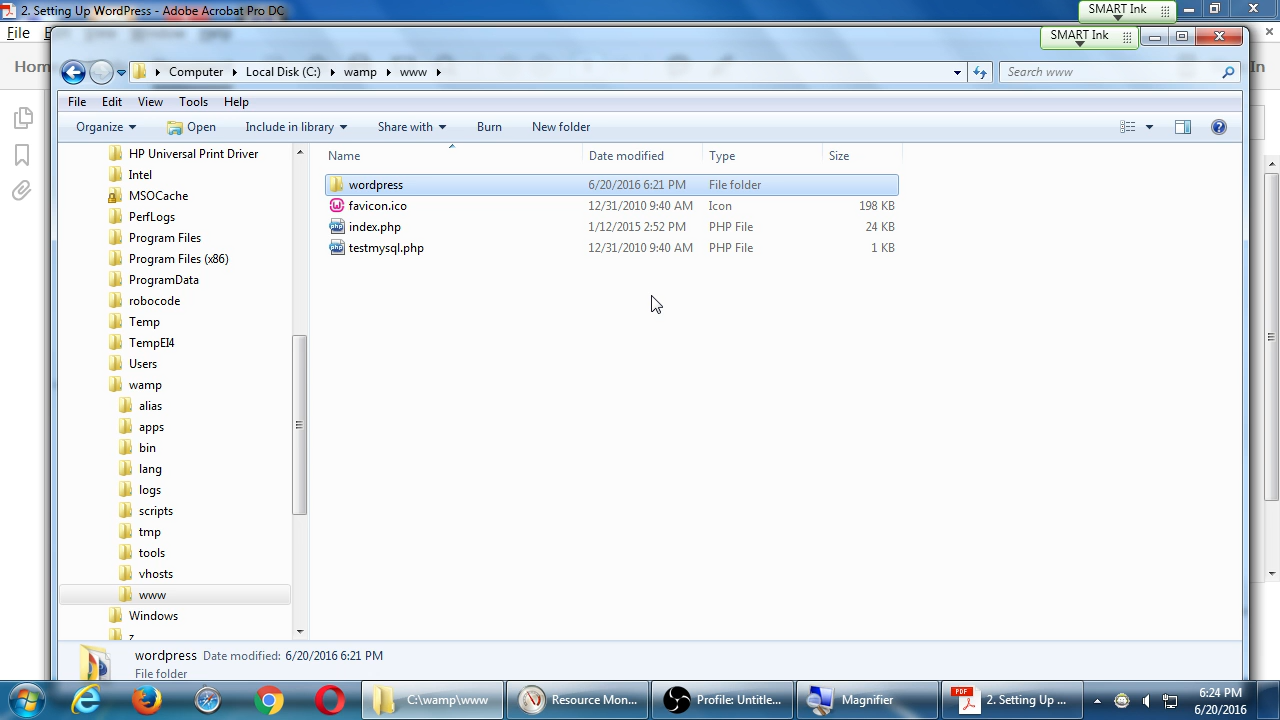 2. Setting Up WordPress - Adobe Acrobat Pro DC
SMART Ink
File
SMART Ink
Computer Local Disk (C:) wamp www
Search www
File Edit View Tools Help
Organize Open Include in library Share with Burn New folder
HP Universal Print Driver
Intel
MSOCache
PerfLogs
Program Files
Program Files (x86)
ProgramData
robocode
Temp
TempEI4
Users
wamp
alias
apps
bin
lang
logs
scripts
tmp
tools
vhosts
www
Windows
Name Date modified Type Size
wordpress 6/20/2016 6:21 PM File folder
favicon.ico 12/31/2010 9:40 AM Icon 198 KB
index.php 1/12/2015 2:52 PM PHP File 24 KB
testmysql.php 12/31/2010 9:40 AM PHP File 1 KB
wordpress Date modified: 6/20/2016 6:21 PM
File folder
C:\wamp\www
Resource Mon...
Profile: Untitle...
Magnifier
2. Setting Up ...
6:24 PM
6/20/2016